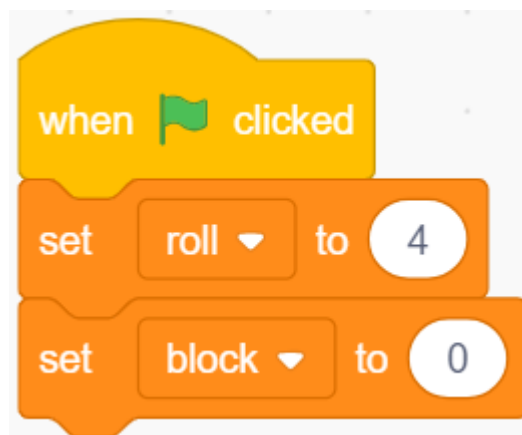 when clicked
set roll to 4
set block to 0